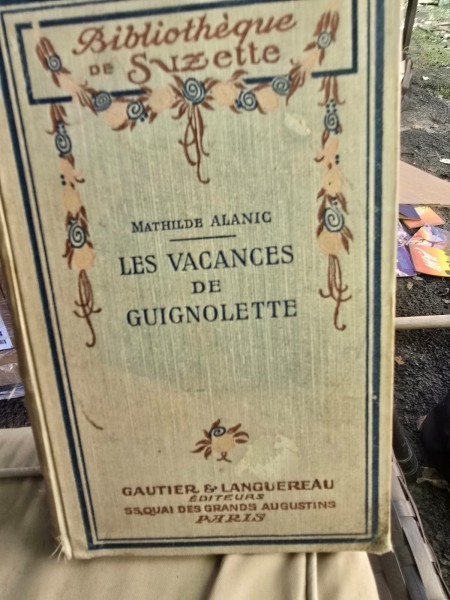 Bibliothèque
DE Suzette
MATHILDE ALANIC
LES VACANCES
DE
GUIGNOLETTE
GAUTIER & LANGUEREAU
ÉDITEURS
55, QUAI DES GRANDS AUGUSTINS
PARIS